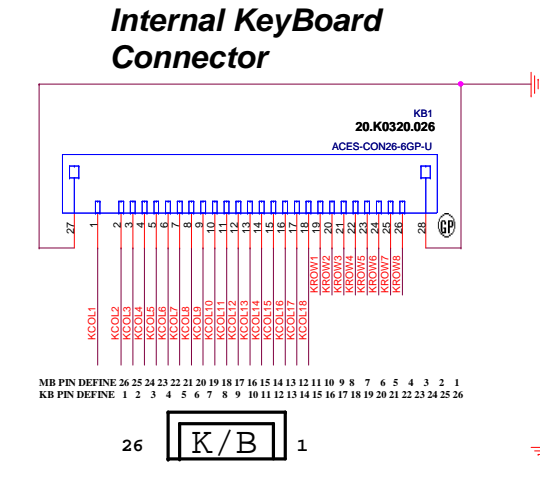 Internal KeyBoard
Connector
KB1
20.K0320.026
ACES-CON26-6GP-U
GP
27 1 2 3 4 5 6 7 8 9 10 11 12 13 14 15 16 17 18 19 20 21 22 23 24 25 26 28
KROW1 KROW2 KROW3 KROW4 KROW5 KROW6 KROW7 KROW8
KCOL1 KCOL2 KCOL3 KCOL4 KCOL5 KCOL6 KCOL7 KCOL8 KCOL9 KCOL10 KCOL11 KCOL12 KCOL13 KCOL14 KCOL15 KCOL16 KCOL17 KCOL18
MB PIN DEFINE 26 25 24 23 22 21 20 19 18 17 16 15 14 13 12 11 10 9 8 7 6 5 4 3 2 1
KB PIN DEFINE 1 2 3 4 5 6 7 8 9 10 11 12 13 14 15 16 17 18 19 20 21 22 23 24 25 26
26 K/B 1